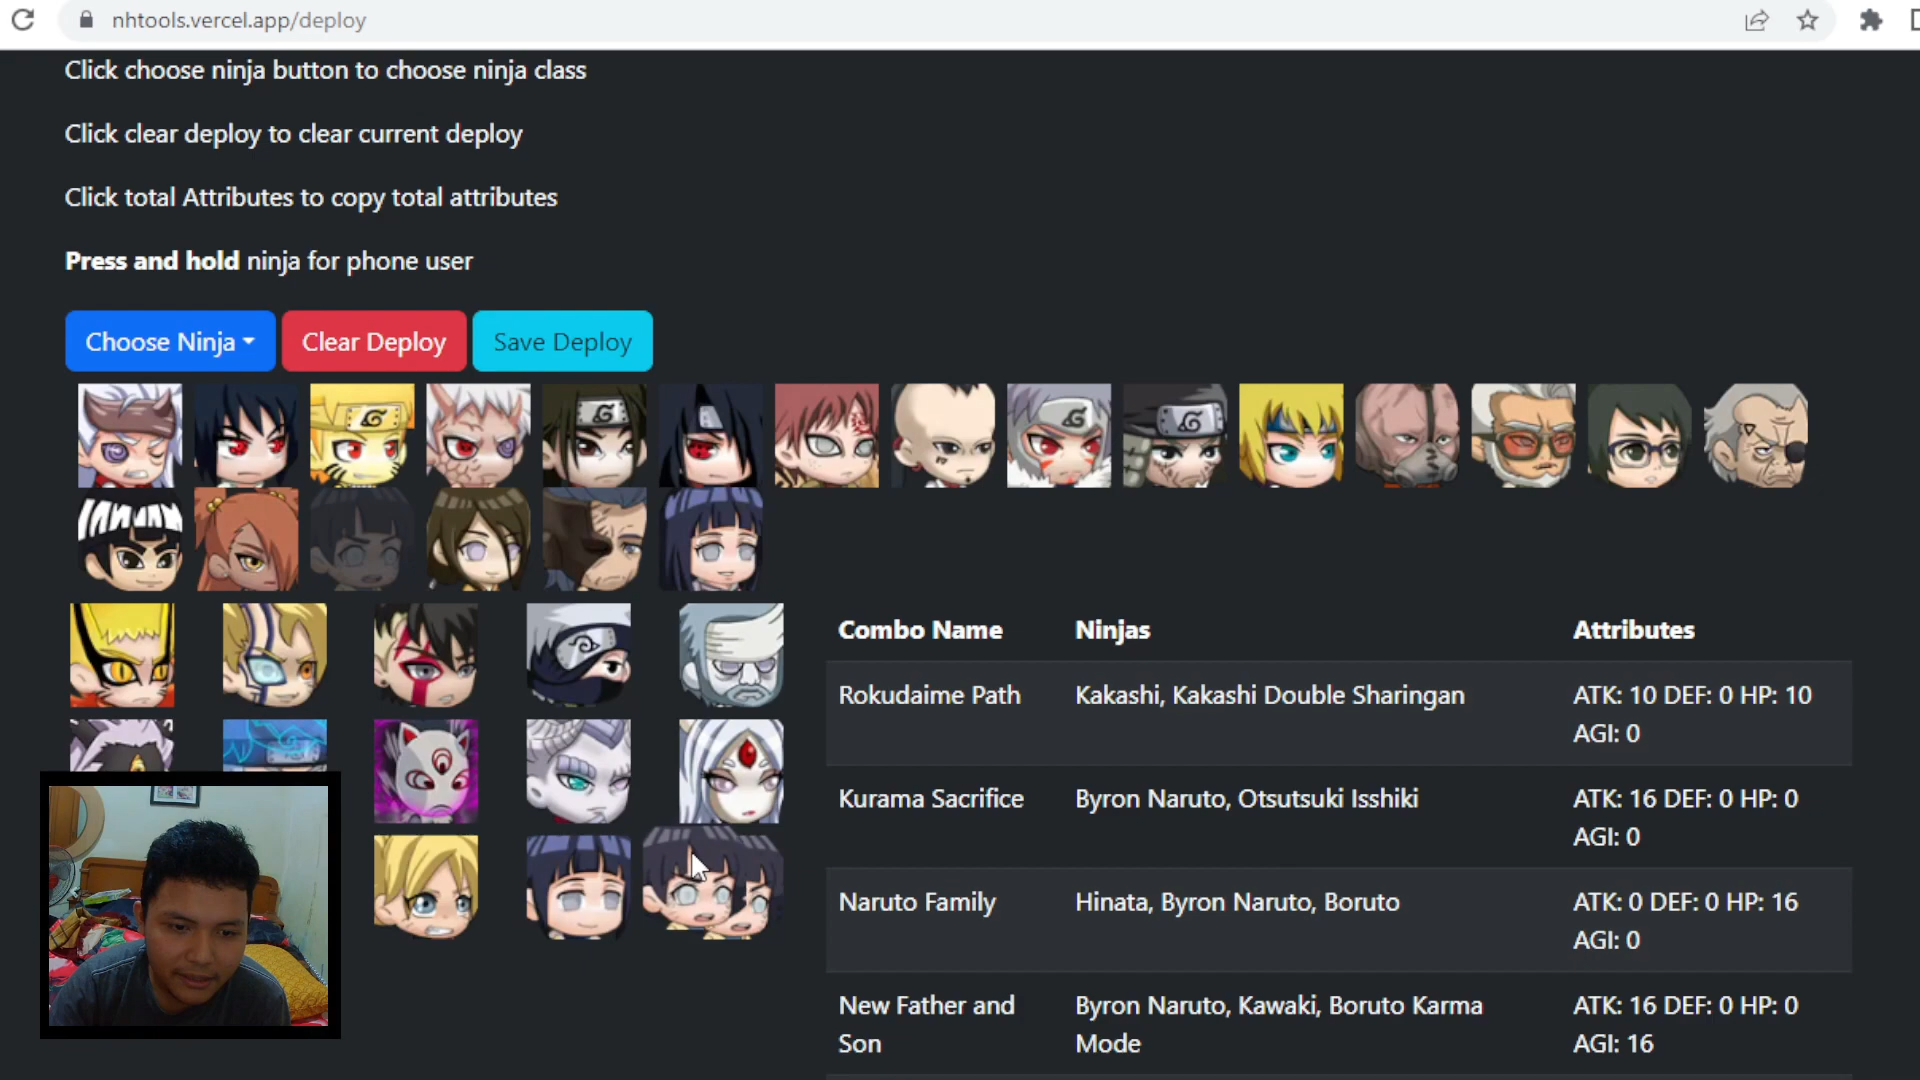 nhtools.vercel.app/deploy
Click choose ninja button to choose ninja class
Click clear deploy to clear current deploy
Click total Attributes to copy total attributes
Press and hold ninja for phone user
Choose Ninja Clear Deploy Save Deploy
Combo Name Ninjas Attributes
Rokudaime Path Kakashi, Kakashi Double Sharingan ATK: 10 DEF: 0 HP: 10
AGI: 0
Kurama Sacrifice Byron Naruto, Otsutsuki Isshiki ATK: 16 DEF: 0 HP: 0
AGI: 0
Naruto Family Hinata, Byron Naruto, Boruto ATK: 0 DEF: 0 HP: 16
AGI: 0
New Father and Byron Naruto, Kawaki, Boruto Karma ATK: 16 DEF: 0 HP: 0
Son Mode AGI: 16